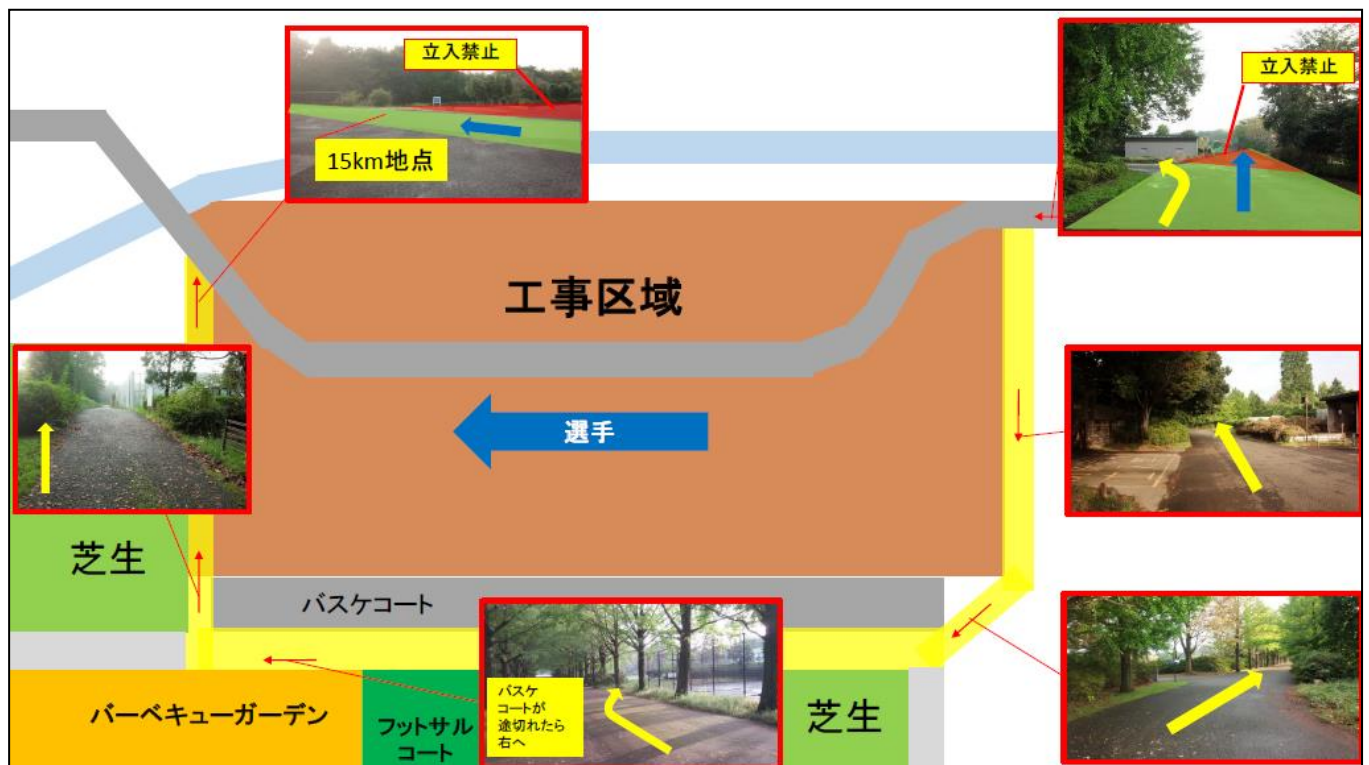 立入禁止
15km地点
立入禁止
工事区域
選手
芝生
バスケコート
バスケ
コートが
途切れたら
右へ
バーベキューガーデン
フットサル
コート
芝生